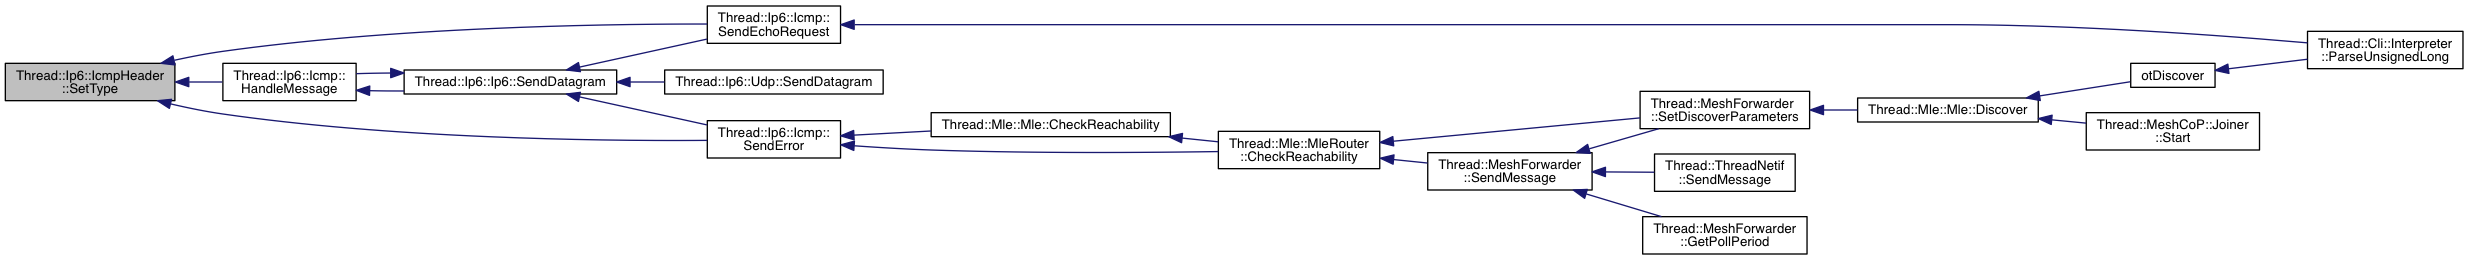 Thread::Ip6::IcmpHeader
::SetType
Thread::Ip6::Icmp::
HandleMessage
Thread::Ip6::Ip6::SendDatagram
Thread::Ip6::Icmp::
SendEchoRequest
Thread::Ip6::Udp::SendDatagram
Thread::Ip6::Icmp::
SendError
Thread::Mle::Mle::CheckReachability
Thread::Mle::MleRouter
::CheckReachability
Thread::MeshForwarder
::SendMessage
Thread::MeshForwarder
::SetDiscoverParameters
Thread::ThreadNetif
::SendMessage
Thread::MeshForwarder
::GetPollPeriod
Thread::Mle::Mle::Discover
otDiscover
Thread::MeshCoP::Joiner
::Start
Thread::Cli::Interpreter
::ParseUnsignedLong